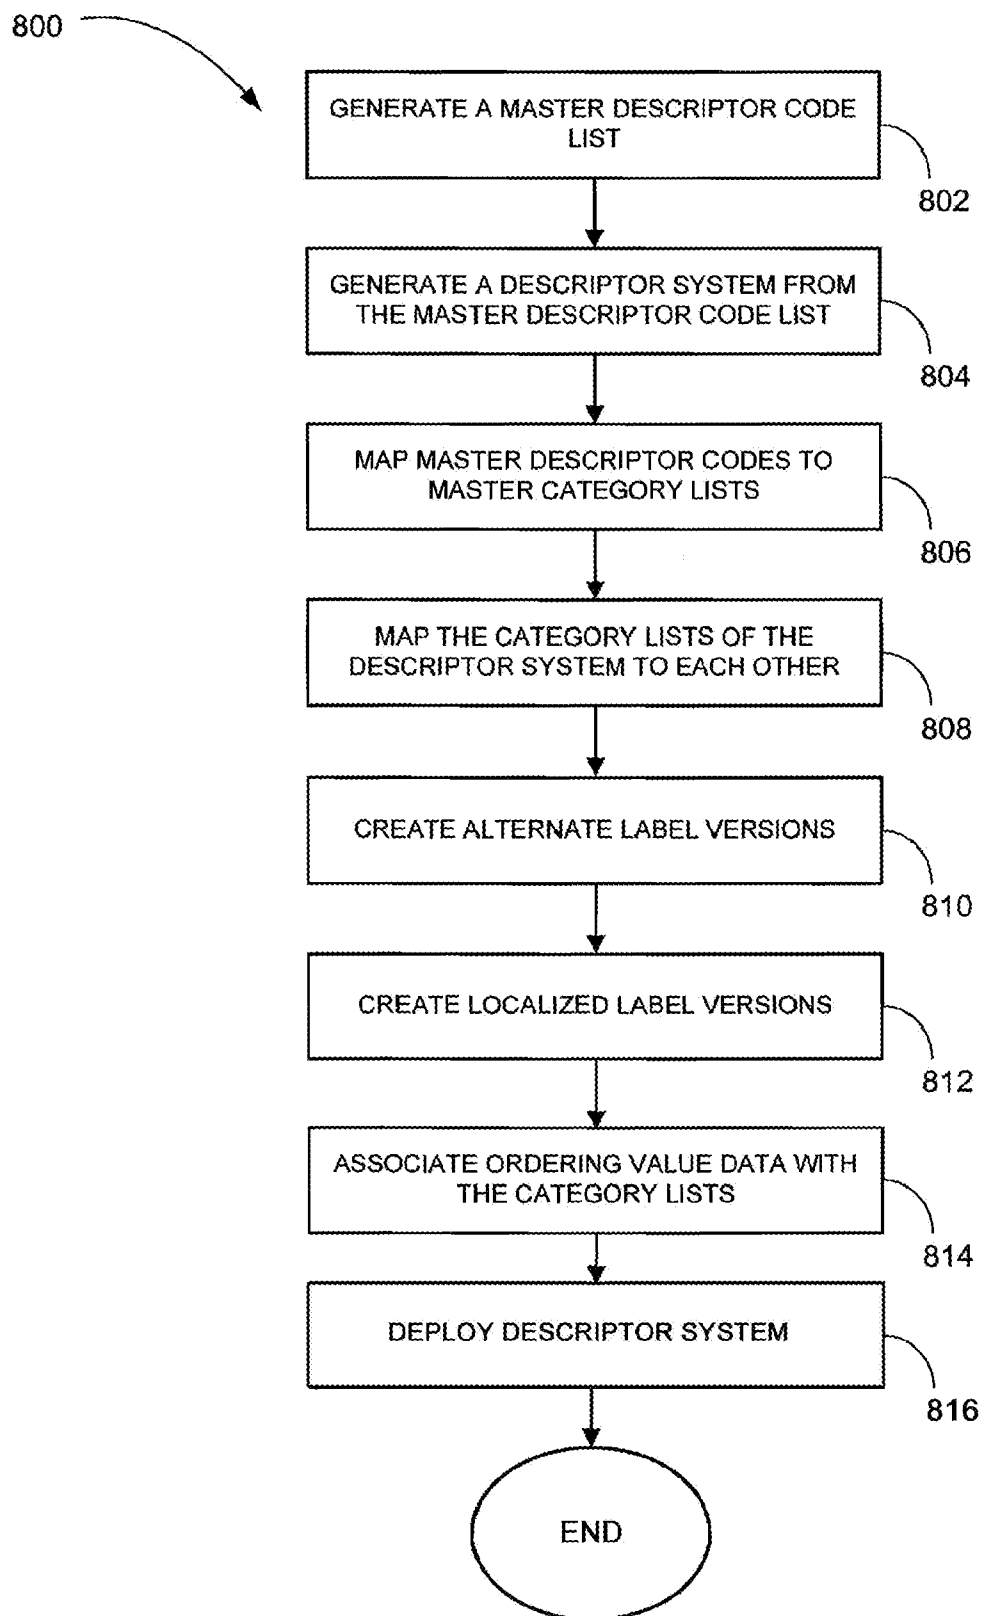 800
GENERATE A MASTER DESCRIPTOR CODE
LIST
802
GENERATE A DESCRIPTOR SYSTEM FROM
THE MASTER DESCRIPTOR CODE LIST
804
MAP MASTER DESCRIPTOR CODES TO
MASTER CATEGORY LISTS
806
MAP THE CATEGORY LISTS OF THE
DESCRIPTOR SYSTEM TO EACH OTHER
808
CREATE ALTERNATE LABEL VERSIONS
810
CREATE LOCALIZED LABEL VERSIONS
812
ASSOCIATE ORDERING VALUE DATA WITH
THE CATEGORY LISTS
814
DEPLOY DESCRIPTOR SYSTEM
816
END